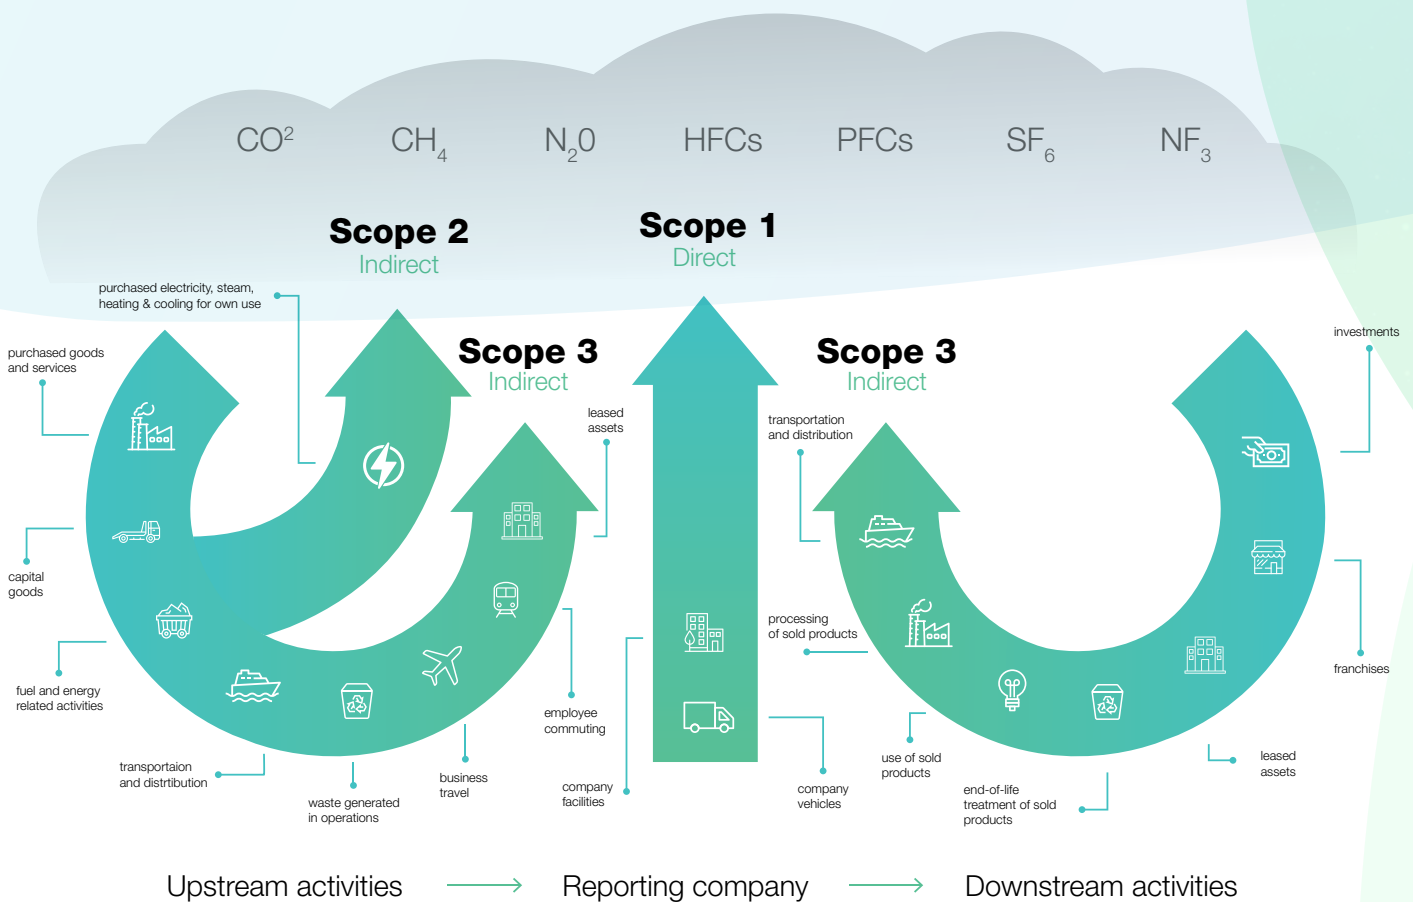 CO²
CH₄
N₂0
HFCs
PFCs
SF₆
NF₃
Scope 2
Indirect
Scope 1
Direct
purchased electricity, steam,
heating & cooling for own use
Scope 3
Indirect
Scope 3
Indirect
purchased goods
and services
capital
goods
fuel and energy
related activities
transportaion
and distrtibution
waste generated
in operations
business
travel
employee
commuting
leased
assets
company
facilities
company
vehicles
transportation
and distribution
processing
of sold products
use of sold
products
end-of-life
treatment of sold
products
leased
assets
franchises
investments
Upstream activities
Reporting company
Downstream activities